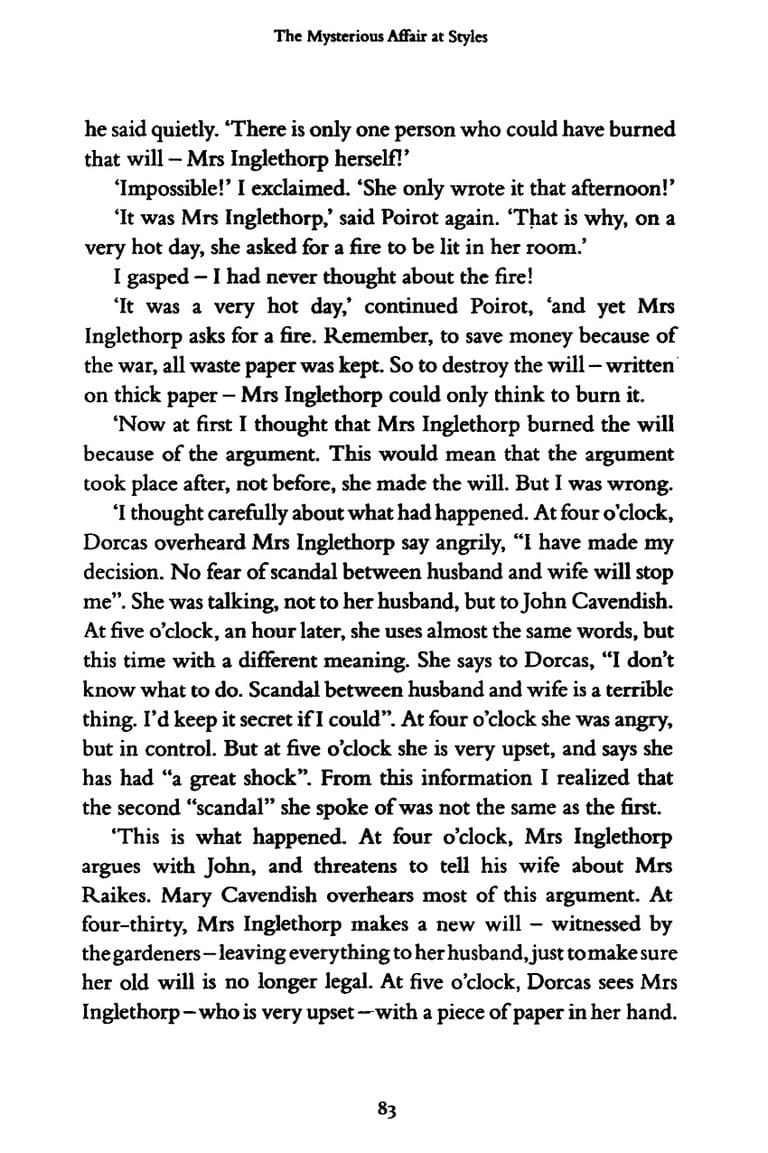 The Mysterious Affair at Styles
he said quietly. ‘There is only one person who could have burned
that will – Mrs Inglethorp herself!’
‘Impossible!’ I exclaimed. ‘She only wrote it that afternoon!’
‘It was Mrs Inglethorp,’ said Poirot again. ‘That is why, on a
very hot day, she asked for a fire to be lit in her room.’
I gasped – I had never thought about the fire!
‘It was a very hot day,’ continued Poirot, ‘and yet Mrs
Inglethorp asks for a fire. Remember, to save money because of
the war, all waste paper was kept. So to destroy the will – written
on thick paper – Mrs Inglethorp could only think to burn it.
‘Now at first I thought that Mrs Inglethorp burned the will
because of the argument. This would mean that the argument
took place after, not before, she made the will. But I was wrong.
‘I thought carefully about what had happened. At four o’clock,
Dorcas overheard Mrs Inglethorp say angrily, “I have made my
decision. No fear of scandal between husband and wife will stop
me”. She was talking, not to her husband, but to John Cavendish.
At five o’clock, an hour later, she uses almost the same words, but
this time with a different meaning. She says to Dorcas, “I don’t
know what to do. Scandal between husband and wife is a terrible
thing. I’d keep it secret if I could”. At four o’clock she was angry,
but in control. But at five o’clock she is very upset, and says she
has had “a great shock”. From this information I realized that
the second “scandal” she spoke of was not the same as the first.
‘This is what happened. At four o’clock, Mrs Inglethorp
argues with John, and threatens to tell his wife about Mrs
Raikes. Mary Cavendish overhears most of this argument. At
four-thirty, Mrs Inglethorp makes a new will – witnessed by
the gardeners – leaving everything to her husband, just to make sure
her old will is no longer legal. At five o’clock, Dorcas sees Mrs
Inglethorp – who is very upset – with a piece of paper in her hand.
83